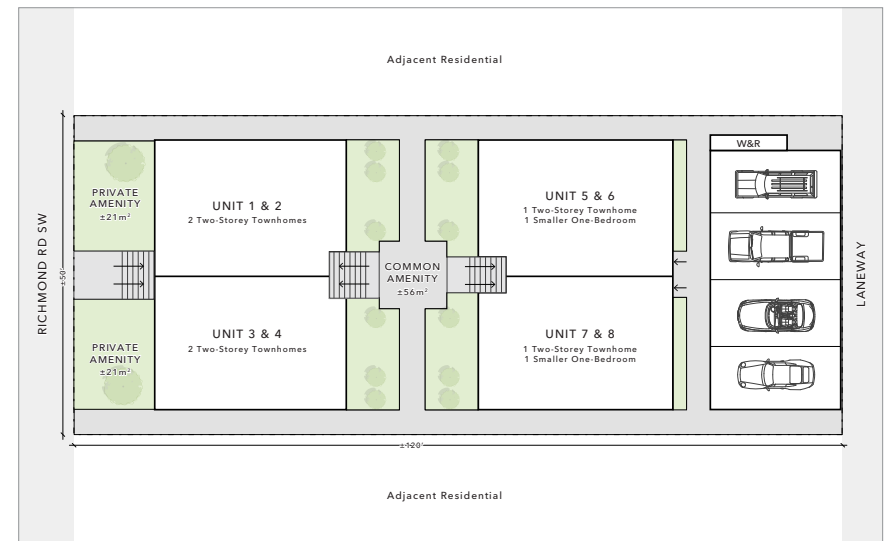 Adjacent Residential
RICHMOND RD SW
±50'
PRIVATE
AMENITY
±21m²
UNIT 1 & 2
2 Two-Storey Townhomes
UNIT 5 & 6
1 Two-Storey Townhome
1 Smaller One-Bedroom
W&R
COMMON
AMENITY
±56m²
LANEWAY
PRIVATE
AMENITY
±21m²
UNIT 3 & 4
2 Two-Storey Townhomes
UNIT 7 & 8
1 Two-Storey Townhome
1 Smaller One-Bedroom
±120'
Adjacent Residential